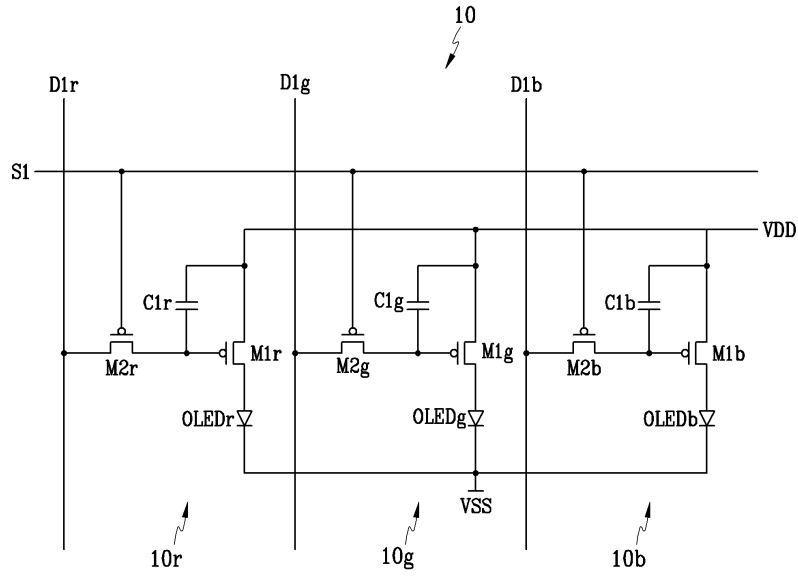 10
D1r
D1g
D1b
S1
VDD
C1r
C1g
C1b
M1r
M1g
M1b
M2r
M2g
M2b
OLEDr
OLEDg
OLEDb
VSS
10r
10g
10b